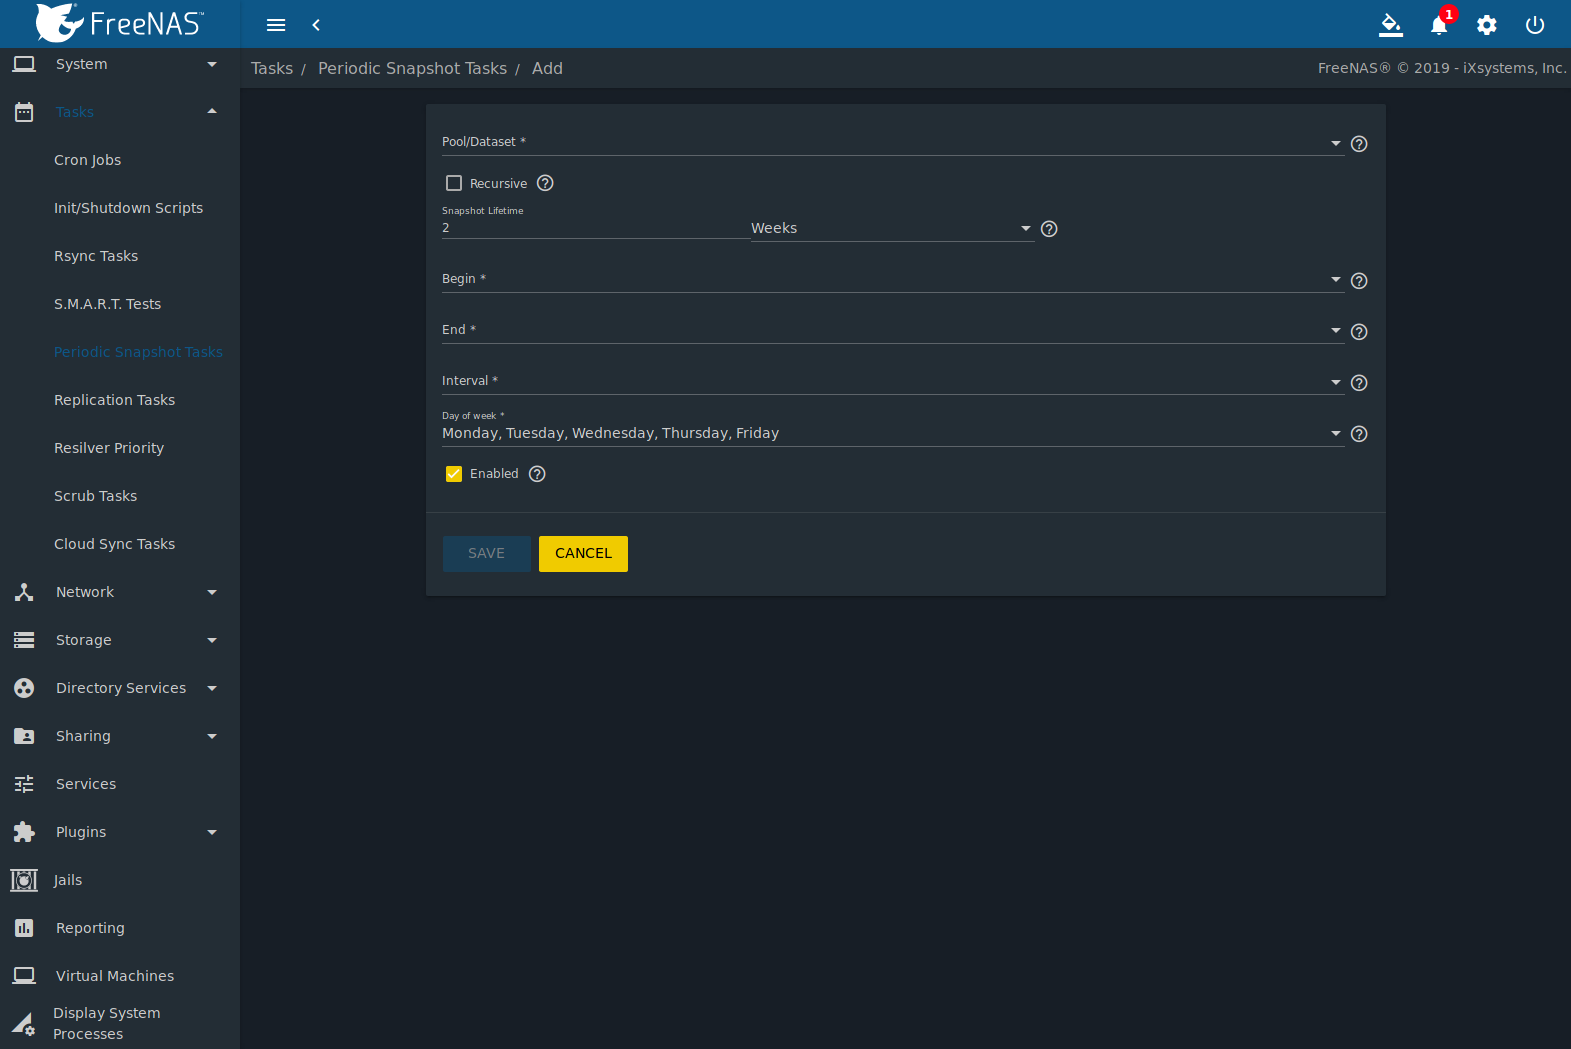 FreeNAS™
1
System
Tasks / Periodic Snapshot Tasks / Add
FreeNAS® © 2019 - iXsystems, Inc.
Tasks
Cron Jobs
Init/Shutdown Scripts
Rsync Tasks
S.M.A.R.T. Tests
Periodic Snapshot Tasks
Replication Tasks
Resilver Priority
Scrub Tasks
Cloud Sync Tasks
Network
Storage
Directory Services
Sharing
Services
Plugins
Jails
Reporting
Virtual Machines
Display System
Processes
Pool/Dataset *
Recursive
Snapshot Lifetime
2 Weeks
Begin *
End *
Interval *
Day of week *
Monday, Tuesday, Wednesday, Thursday, Friday
Enabled
SAVE CANCEL